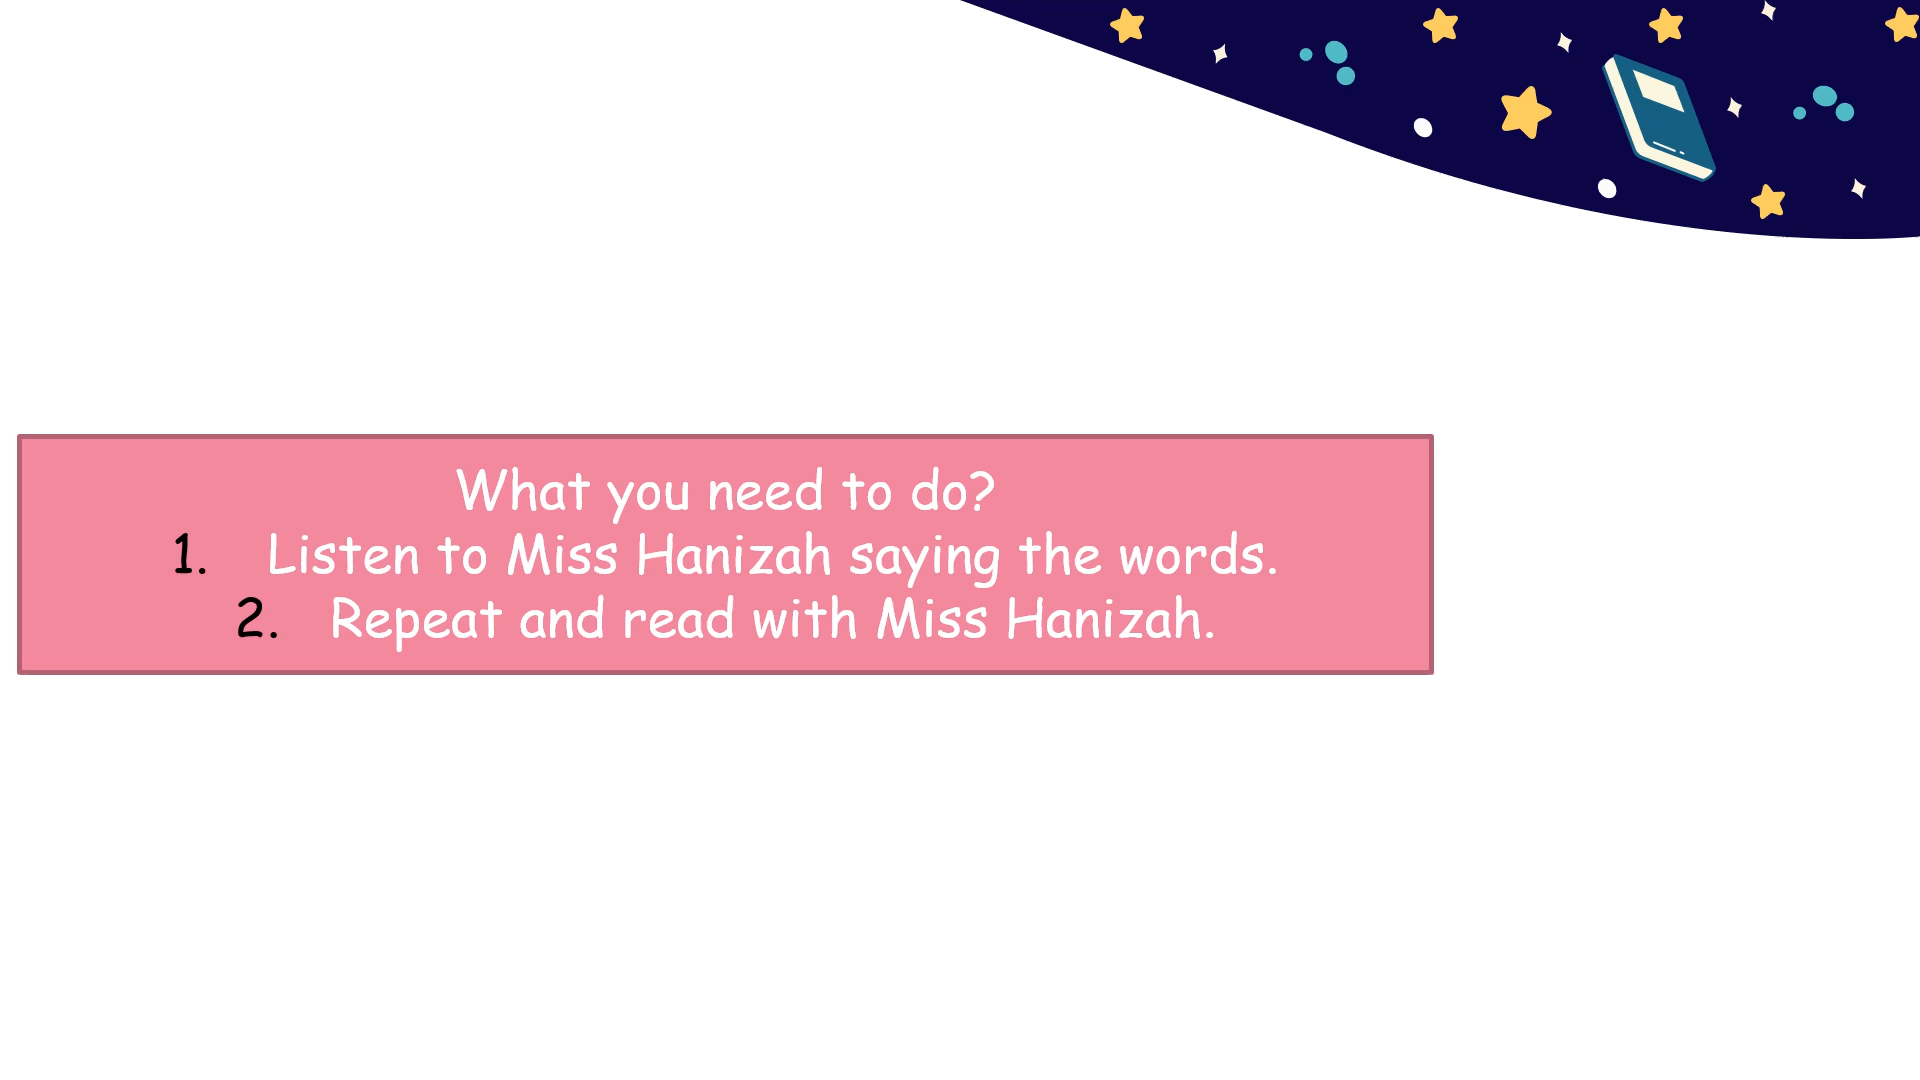 What you need to do?
1. Listen to Miss Hanizah saying the words.
2. Repeat and read with Miss Hanizah.